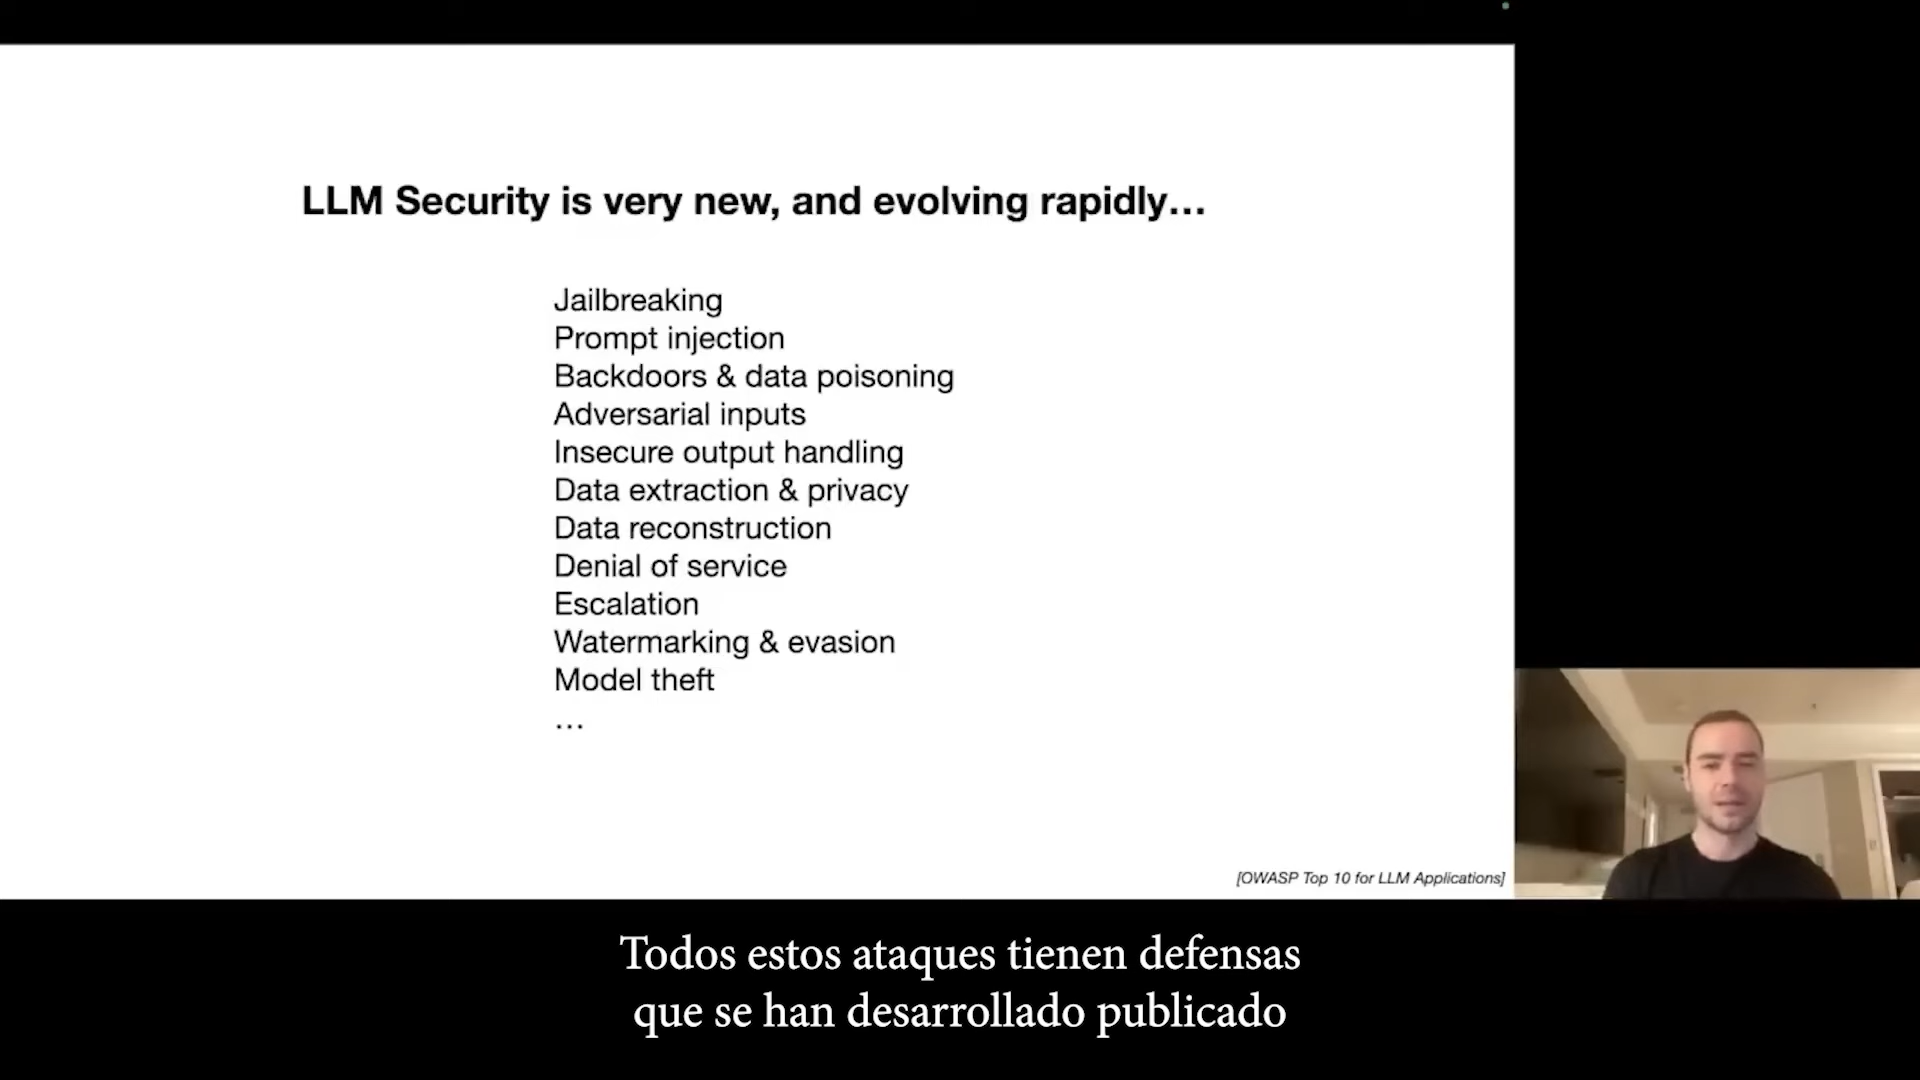 LLM Security is very new, and evolving rapidly...
Jailbreaking
Prompt injection
Backdoors & data poisoning
Adversarial inputs
Insecure output handling
Data extraction & privacy
Data reconstruction
Denial of service
Escalation
Watermarking & evasion
Model theft
...
[OWASP Top 10 for LLM Applications]
Todos estos ataques tienen defensas
que se han desarrollado publicado